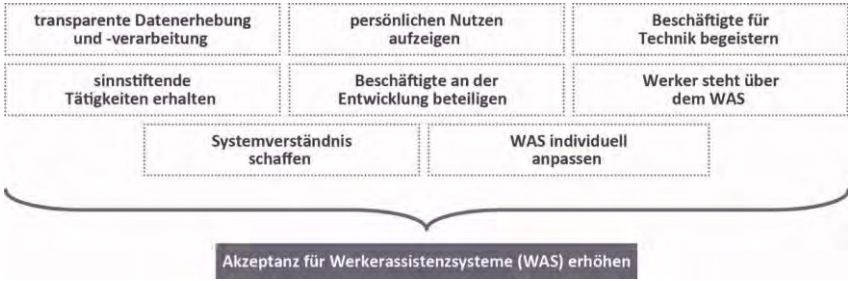 transparente Datenerhebung
und -verarbeitung
persönlichen Nutzen
aufzeigen
Beschäftigte für
Technik begeistern
sinnstiftende
Tätigkeiten erhalten
Beschäftigte an der
Entwicklung beteiligen
Werker steht über
dem WAS
Systemverständnis
schaffen
WAS individuell
anpassen
Akzeptanz für Werkerassistenzsysteme (WAS) erhöhen